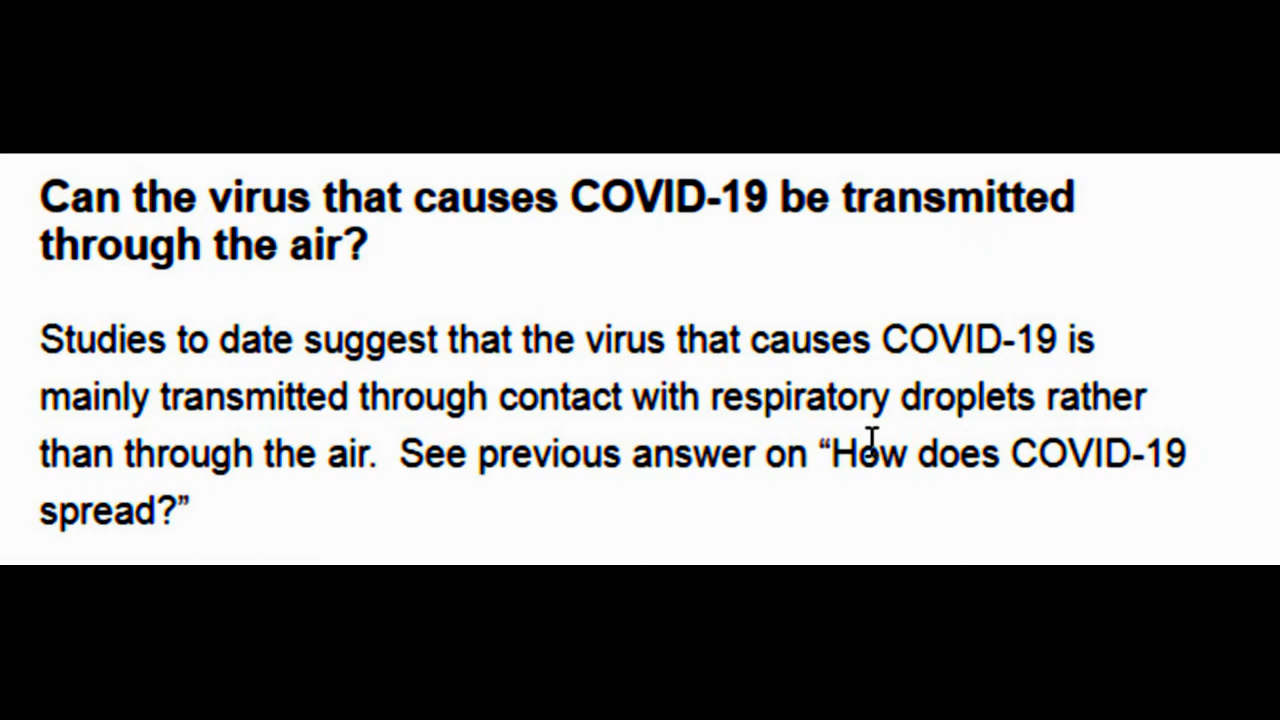 Can the virus that causes COVID-19 be transmitted
through the air?
Studies to date suggest that the virus that causes COVID-19 is
mainly transmitted through contact with respiratory droplets rather
than through the air.  See previous answer on “How does COVID-19
spread?”